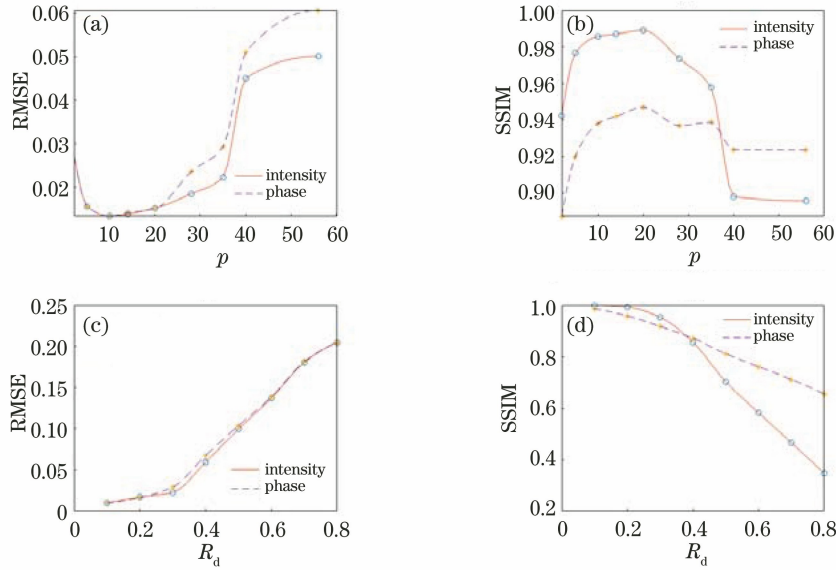 (a)
RMSE
0.06
0.05
0.04
0.03
0.02
10 20 30 40 50 60
p
intensity
phase
(b)
SSIM
1.00
0.98
0.96
0.94
0.92
0.90
0 10 20 30 40 50 60
p
intensity
phase
(c)
RMSE
0.25
0.20
0.15
0.10
0.05
0
0 0.2 0.4 0.6 0.8
Rd
intensity
phase
(d)
SSIM
1.0
0.8
0.6
0.4
0.2
0 0.2 0.4 0.6 0.8
Rd
intensity
phase